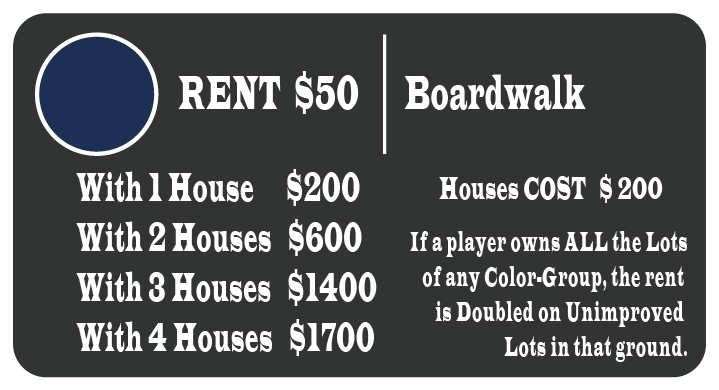 RENT $50
Boardwalk
With 1 House $200
With 2 Houses $600
With 3 Houses $1400
With 4 Houses $1700
Houses COST $ 200
If a player owns ALL the Lots
of any Color-Group, the rent
is Doubled on Unimproved
Lots in that ground.